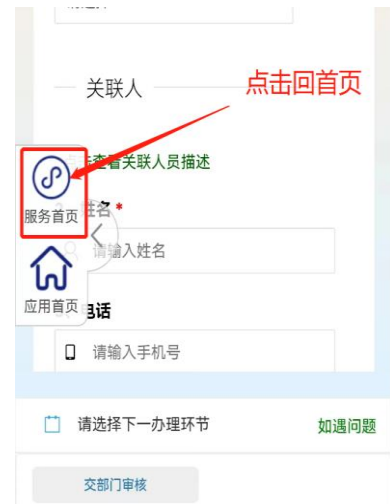 关联人
点击回首页
查看关联人员描述
服务首页
姓名 *
请输入姓名
应用首页
电话
请输入手机号
请选择下一办理环节
如遇问题
交部门审核